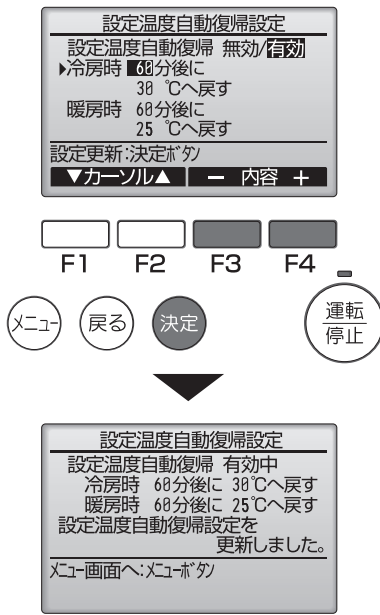 設定温度自動復帰設定
設定温度自動復帰 無効/有効
▶冷房時 60分後に
30 ℃へ戻す
暖房時 60分後に
25 ℃へ戻す
設定更新:決定ボタン
▼カーソル▲ － 内容 ＋
F1 F2 F3 F4
メニュー 戻る 決定 運転
停止
設定温度自動復帰設定
設定温度自動復帰 有効中
冷房時 60分後に 30℃へ戻す
暖房時 60分後に 25℃へ戻す
設定温度自動復帰設定を
更新しました。
メニュー画面へ:メニューボタン